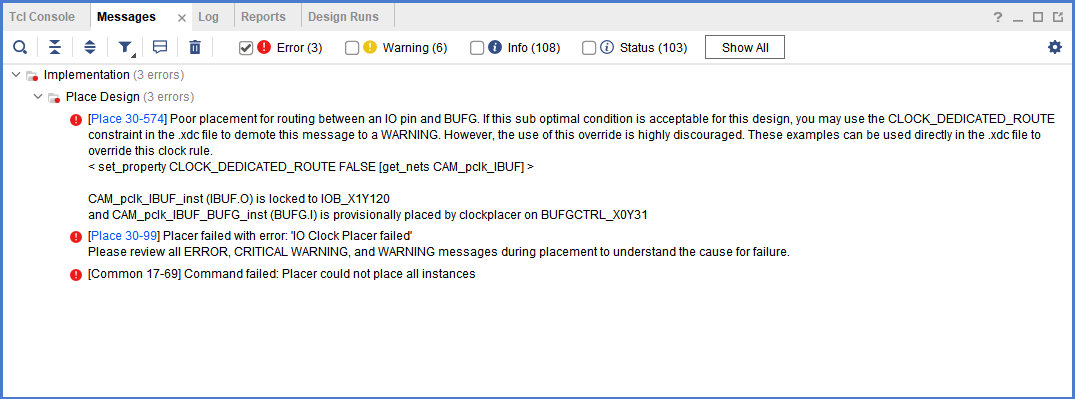 Tcl Console Messages × Log Reports Design Runs ?
Error (3) Warning (6) Info (108) Status (103) Show All
Implementation (3 errors)
Place Design (3 errors)
[Place 30-574] Poor placement for routing between an IO pin and BUFG. If this sub optimal condition is acceptable for this design, you may use the CLOCK_DEDICATED_ROUTE
constraint in the .xdc file to demote this message to a WARNING. However, the use of this override is highly discouraged. These examples can be used directly in the .xdc file to
override this clock rule.
< set_property CLOCK_DEDICATED_ROUTE FALSE [get_nets CAM_pclk_IBUF] >
CAM_pclk_IBUF_inst (IBUF.O) is locked to IOB_X1Y120
and CAM_pclk_IBUF_BUFG_inst (BUFG.I) is provisionally placed by clockplacer on BUFGCTRL_X0Y31
[Place 30-99] Placer failed with error: 'IO Clock Placer failed'
Please review all ERROR, CRITICAL WARNING, and WARNING messages during placement to understand the cause for failure.
[Common 17-69] Command failed: Placer could not place all instances